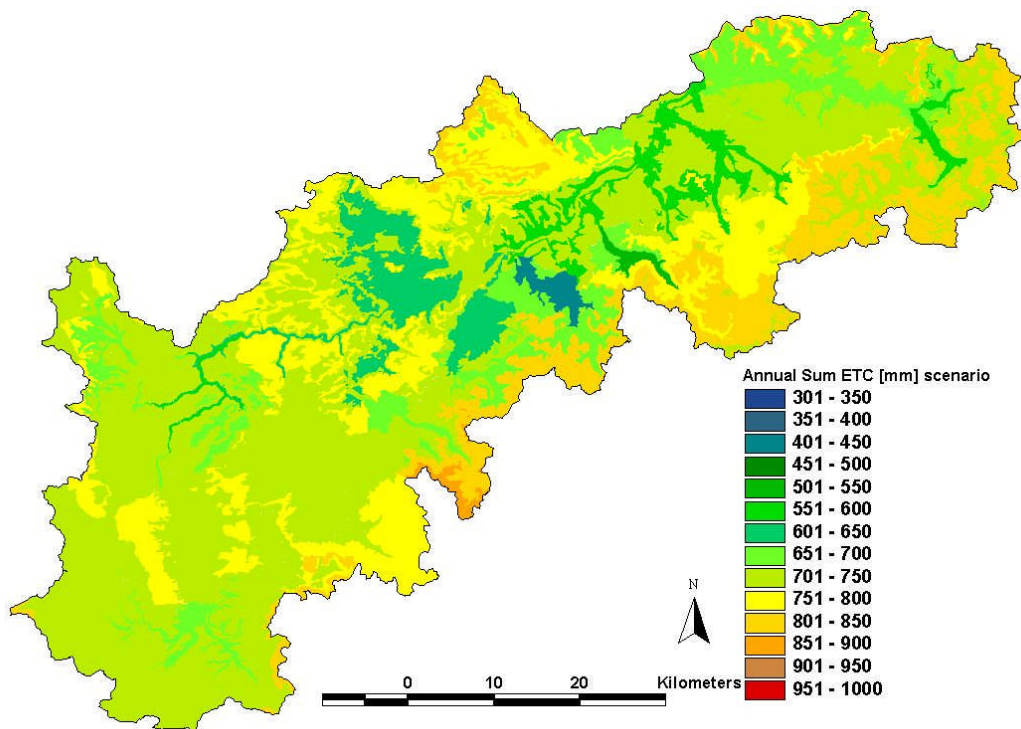 Annual Sum ETC [mm] scenario
301 - 350
351 - 400
401 - 450
451 - 500
501 - 550
551 - 600
601 - 650
651 - 700
701 - 750
751 - 800
801 - 850
851 - 900
901 - 950
951 - 1000
N
0 10 20 Kilometers